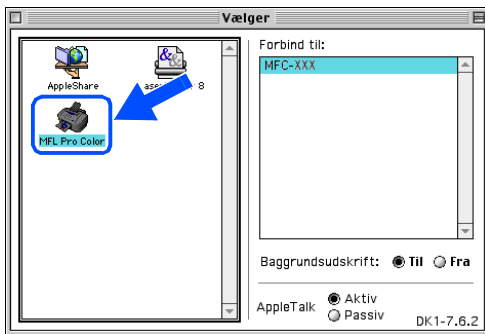 Vælger
AppleShare
8
MFL Pro Color
Forbind til:
MFC-XXX
Baggrundsudskrift: Til Fra
AppleTalk Aktiv
Passiv
DK1-7.6.2